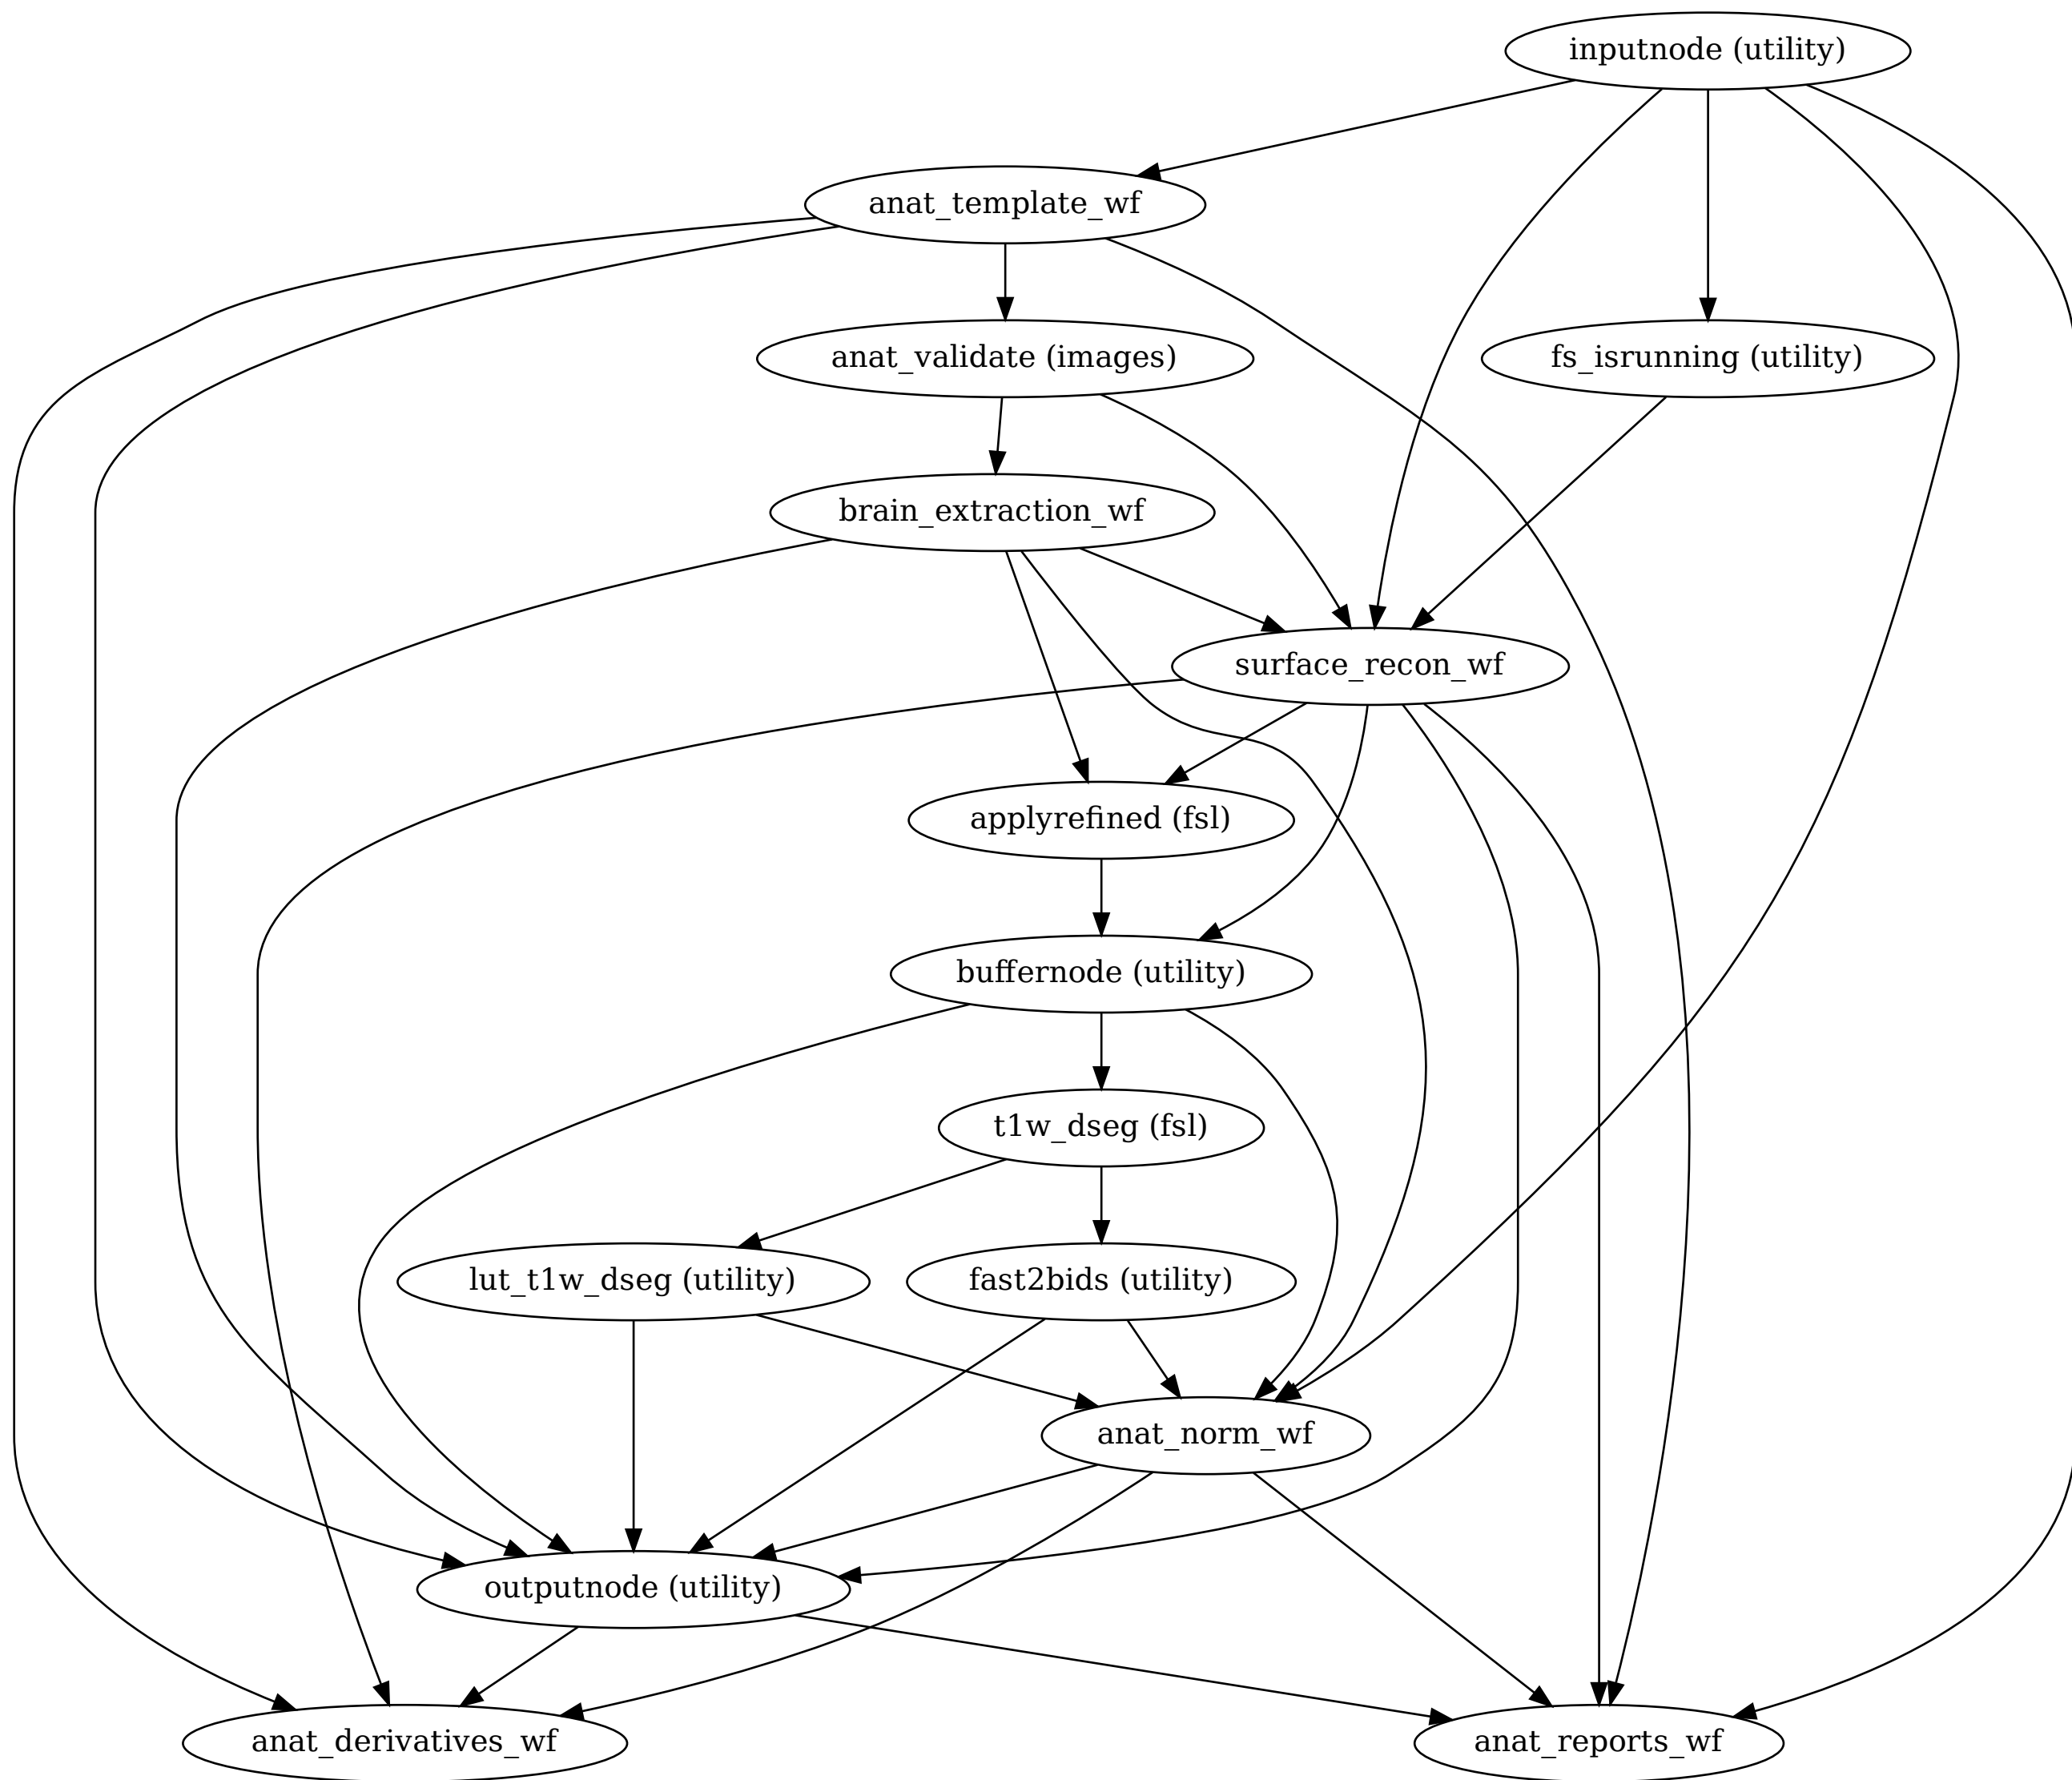 inputnode (utility)
anat_template_wf
anat_validate (images)
fs_isrunning (utility)
brain_extraction_wf
surface_recon_wf
applyrefined (fsl)
buffernode (utility)
t1w_dseg (fsl)
lut_t1w_dseg (utility)
fast2bids (utility)
anat_norm_wf
outputnode (utility)
anat_derivatives_wf
anat_reports_wf